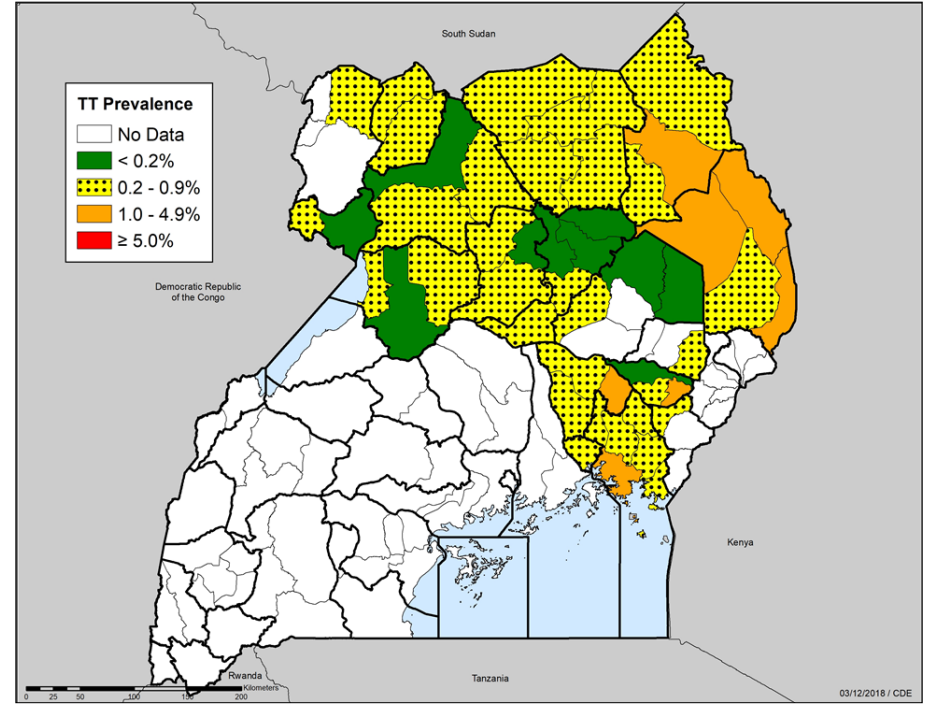 South Sudan
TT Prevalence
No Data
< 0.2%
0.2 - 0.9%
1.0 - 4.9%
≥ 5.0%
Democratic Republic
of the Congo
Kenya
Rwanda
Tanzania
Kilometers
0 25 50 100 150 200
03/12/2018 / CDE